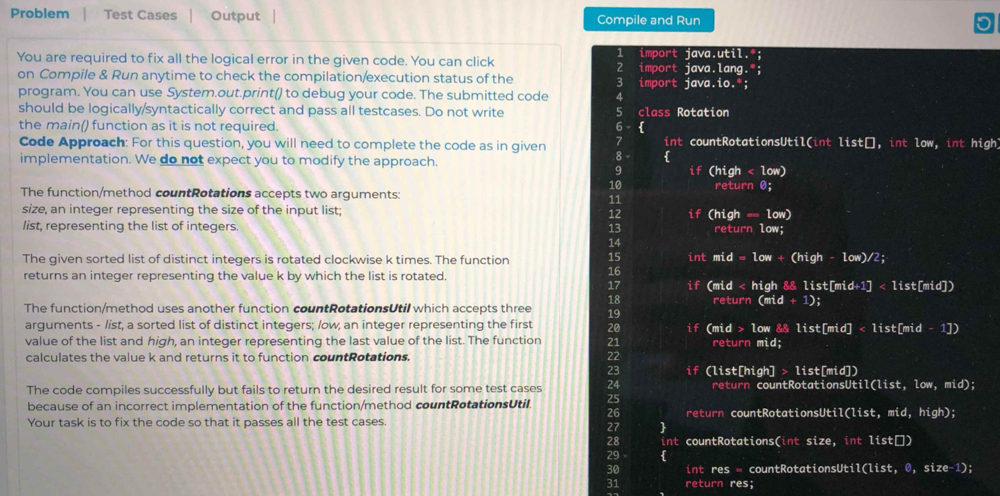 Problem | Test Cases | Output |
Compile and Run
You are required to fix all the logical error in the given code. You can click
on Compile & Run anytime to check the compilation/execution status of the
program. You can use System.out.print() to debug your code. The submitted code
should be logically/syntactically correct and pass all testcases. Do not write
the main() function as it is not required.
Code Approach: For this question, you will need to complete the code as in given
implementation. We do not expect you to modify the approach.
The function/method countRotations accepts two arguments:
size, an integer representing the size of the input list;
list, representing the list of integers.
The given sorted list of distinct integers is rotated clockwise k times. The function
returns an integer representing the value k by which the list is rotated.
The function/method uses another function countRotationsUtil which accepts three
arguments - list, a sorted list of distinct integers; low, an integer representing the first
value of the list and high, an integer representing the last value of the list. The function
calculates the value k and returns it to function countRotations.
The code compiles successfully but fails to return the desired result for some test cases
because of an incorrect implementation of the function/method countRotationsUtil.
Your task is to fix the code so that it passes all the test cases.
1 import java.util.*;
2 import java.lang.*;
3 import java.io.*;
4
5 class Rotation
6 {
7 int countRotationsUtil(int list[], int low, int high)
8 {
9 if (high < low)
10 return 0;
11
12 if (high == low)
13 return low;
14
15 int mid = low + (high - low)/2;
16
17 if (mid < high && list[mid+1] < list[mid])
18 return (mid + 1);
19
20 if (mid > low && list[mid] < list[mid - 1])
21 return mid;
22
23 if (list[high] > list[mid])
24 return countRotationsUtil(list, low, mid);
25
26 return countRotationsUtil(list, mid, high);
27 }
28 int countRotations(int size, int list[])
29 {
30 int res = countRotationsUtil(list, 0, size-1);
31 return res;